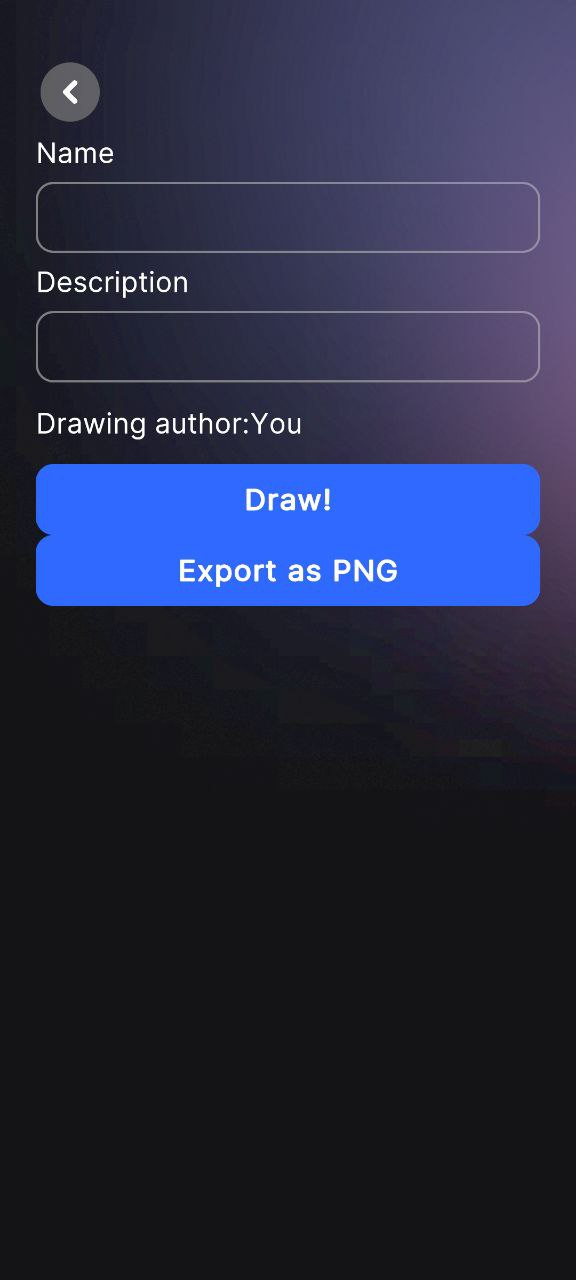 Name
Description
Drawing author:You
Draw!
Export as PNG